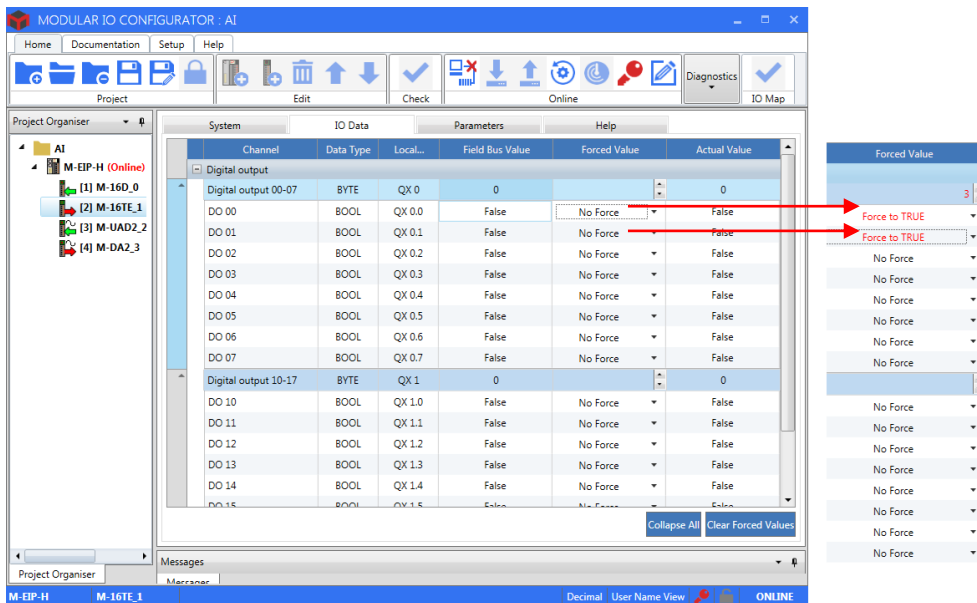 MODULAR IO CONFIGURATOR : AI
Home Documentation Setup Help
Diagnostics
Project Edit Check Online IO Map
Project Organiser
AI
M-EIP-H (Online)
[1] M-16D_0
[2] M-16TE_1
[3] M-UAD2_2
[4] M-DA2_3
Project Organiser
System IO Data Parameters Help
Channel Data Type Local... Field Bus Value Forced Value Actual Value
Digital output
Digital output 00-07 BYTE QX 0 0 0
DO 00 BOOL QX 0.0 False No Force False
DO 01 BOOL QX 0.1 False No Force False
DO 02 BOOL QX 0.2 False No Force False
DO 03 BOOL QX 0.3 False No Force False
DO 04 BOOL QX 0.4 False No Force False
DO 05 BOOL QX 0.5 False No Force False
DO 06 BOOL QX 0.6 False No Force False
DO 07 BOOL QX 0.7 False No Force False
Digital output 10-17 BYTE QX 1 0 0
DO 10 BOOL QX 1.0 False No Force False
DO 11 BOOL QX 1.1 False No Force False
DO 12 BOOL QX 1.2 False No Force False
DO 13 BOOL QX 1.3 False No Force False
DO 14 BOOL QX 1.4 False No Force False
DO 15 BOOL QX 1.5 False No Force False
Collapse All Clear Forced Values
Messages
Messages
M-EIP-H M-16TE_1 Decimal User Name View ONLINE
Forced Value
3
Force to TRUE
Force to TRUE
No Force
No Force
No Force
No Force
No Force
No Force
No Force
No Force
No Force
No Force
No Force
No Force
No Force
No Force